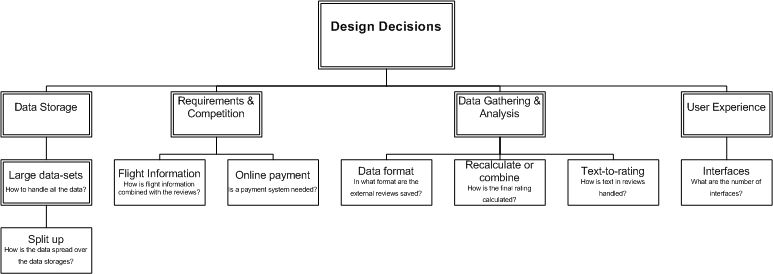 Design Decisions
Data Storage
Requirements &
Competition
Data Gathering &
Analysis
User Experience
Large data-sets
How to handle all the data?
Flight Information
How is flight information
combined with the reviews?
Online payment
Is a payment system needed?
Data format
In what format are the
external reviews saved?
Recalculate or
combine
How is the final rating
calculated?
Text-to-rating
How is text in reviews
handled?
Interfaces
What are the number of
interfaces?
Split up
How is the data spread over
the data storages?